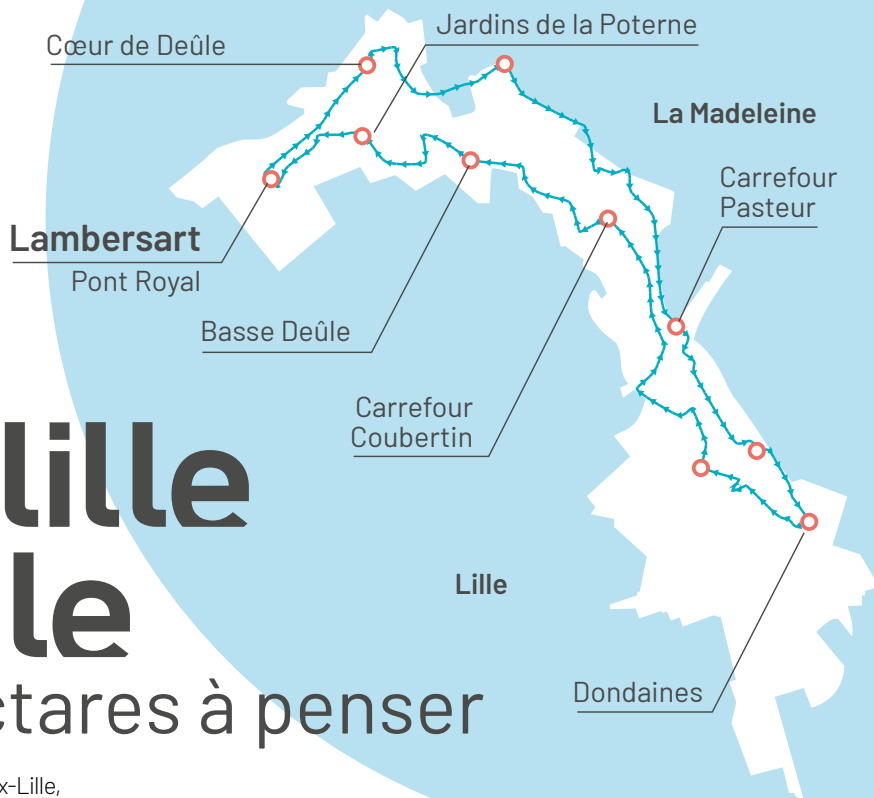 Jardins de la Poterne
Cœur de Deûle
La Madeleine
Carrefour
Pasteur
Lambersart
Pont Royal
Basse Deûle
Carrefour
Coubertin
lille
le
Lille
Dondaines
ctares à penser
x-Lille,